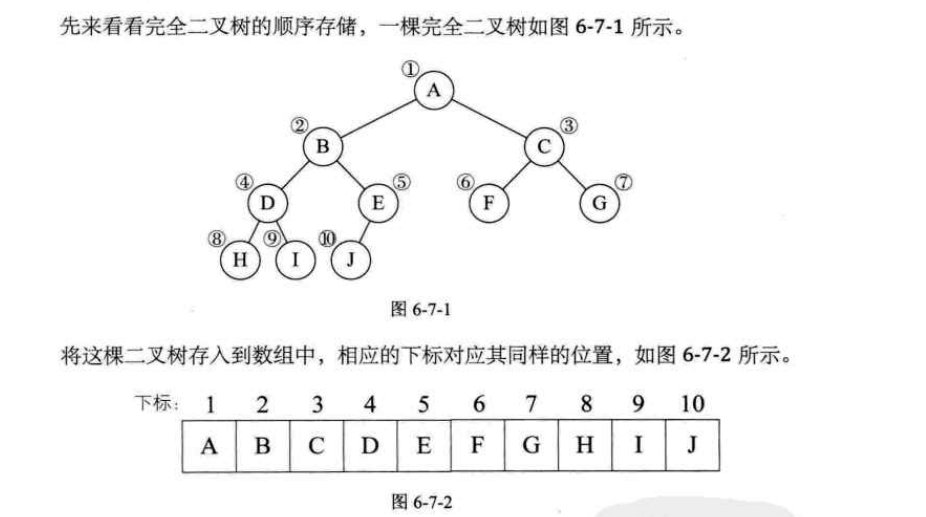 先来看看完全二叉树的顺序存储，一棵完全二叉树如图 6-7-1 所示。
①
A
②
B
③
C
④
D
⑤
E
⑥
F
⑦
G
⑧
H
⑨
I
⑩
J
图 6-7-1
将这棵二叉树存入到数组中，相应的下标对应其同样的位置，如图 6-7-2 所示。
下标： 1 2 3 4 5 6 7 8 9 10
A B C D E F G H I J
图 6-7-2